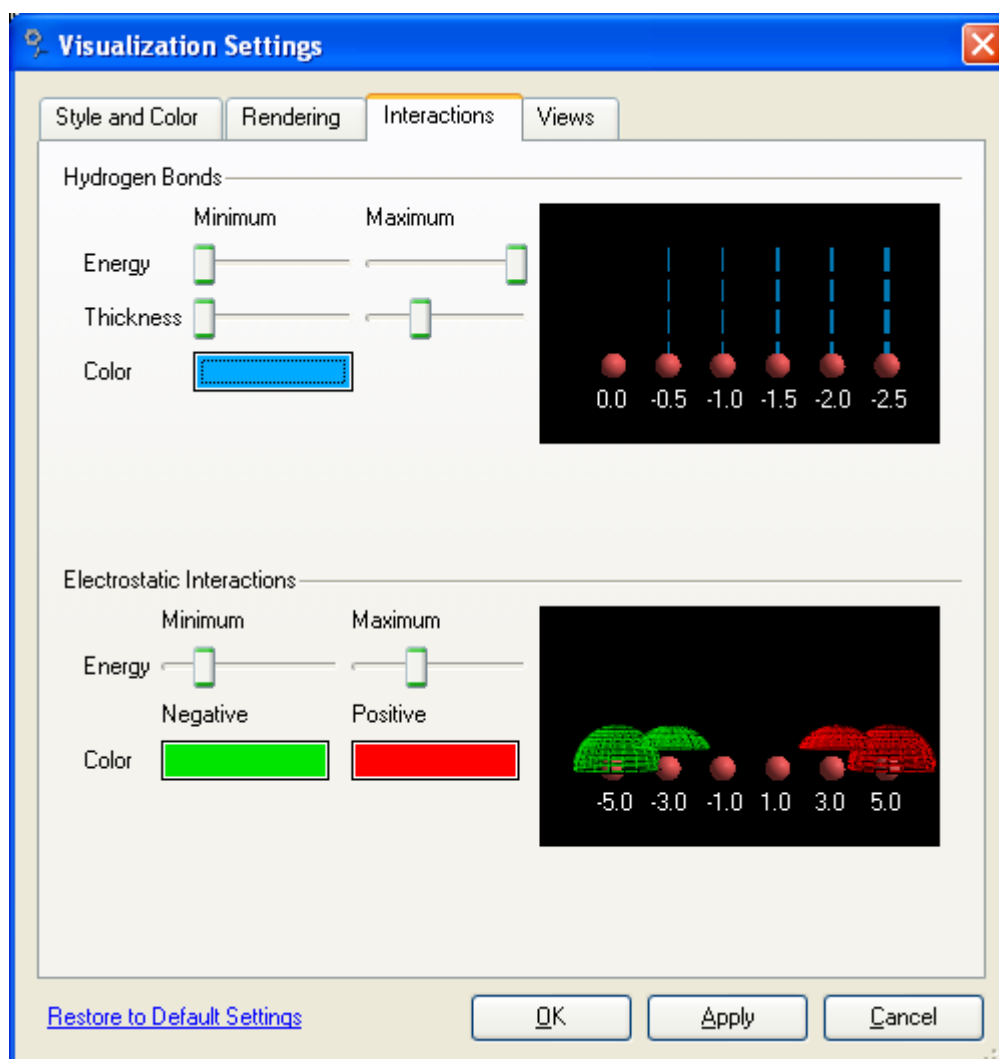 Visualization Settings
Style and Color Rendering Interactions Views
Hydrogen Bonds
Minimum Maximum
Energy
Thickness
Color
0.0 -0.5 -1.0 -1.5 -2.0 -2.5
Electrostatic Interactions
Minimum Maximum
Energy
Negative Positive
Color
-5.0 -3.0 -1.0 1.0 3.0 5.0
Restore to Default Settings OK Apply Cancel